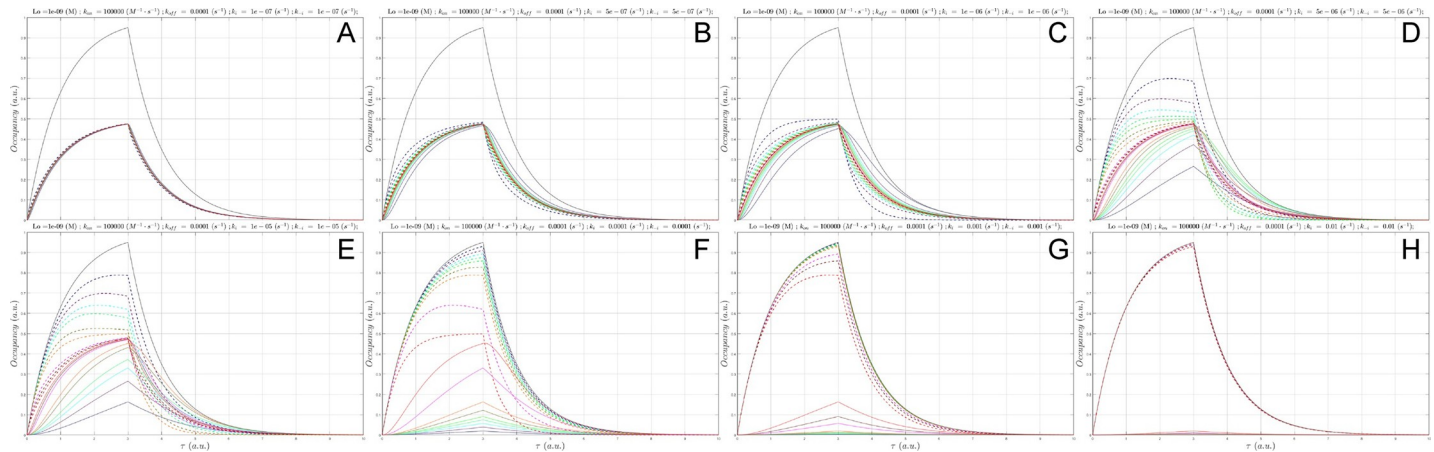 Lo =1e-09 (M) ; k_on = 100000 (M⁻¹ · s⁻¹) ; k_off = 0.0001 (s⁻¹) ; k_i = 1e-07 (s⁻¹) ; k_-i = 1e-07 (s⁻¹);
A
Occupancy (a.u.)
Lo =1e-09 (M) ; k_on = 100000 (M⁻¹ · s⁻¹) ; k_off = 0.0001 (s⁻¹) ; k_i = 5e-07 (s⁻¹) ; k_-i = 5e-07 (s⁻¹);
B
Occupancy (a.u.)
Lo =1e-09 (M) ; k_on = 100000 (M⁻¹ · s⁻¹) ; k_off = 0.0001 (s⁻¹) ; k_i = 1e-06 (s⁻¹) ; k_-i = 1e-06 (s⁻¹);
C
Occupancy (a.u.)
Lo =1e-09 (M) ; k_on = 100000 (M⁻¹ · s⁻¹) ; k_off = 0.0001 (s⁻¹) ; k_i = 5e-06 (s⁻¹) ; k_-i = 5e-06 (s⁻¹);
D
Occupancy (a.u.)
Lo =1e-09 (M) ; k_on = 100000 (M⁻¹ · s⁻¹) ; k_off = 0.0001 (s⁻¹) ; k_i = 1e-05 (s⁻¹) ; k_-i = 1e-05 (s⁻¹);
E
Occupancy (a.u.)
τ (a.u.)
Lo =1e-09 (M) ; k_on = 100000 (M⁻¹ · s⁻¹) ; k_off = 0.0001 (s⁻¹) ; k_i = 0.0001 (s⁻¹) ; k_-i = 0.0001 (s⁻¹);
F
Occupancy (a.u.)
τ (a.u.)
Lo =1e-09 (M) ; k_on = 100000 (M⁻¹ · s⁻¹) ; k_off = 0.0001 (s⁻¹) ; k_i = 0.001 (s⁻¹) ; k_-i = 0.001 (s⁻¹);
G
Occupancy (a.u.)
τ (a.u.)
Lo =1e-09 (M) ; k_on = 100000 (M⁻¹ · s⁻¹) ; k_off = 0.0001 (s⁻¹) ; k_i = 0.01 (s⁻¹) ; k_-i = 0.01 (s⁻¹);
H
Occupancy (a.u.)
τ (a.u.)